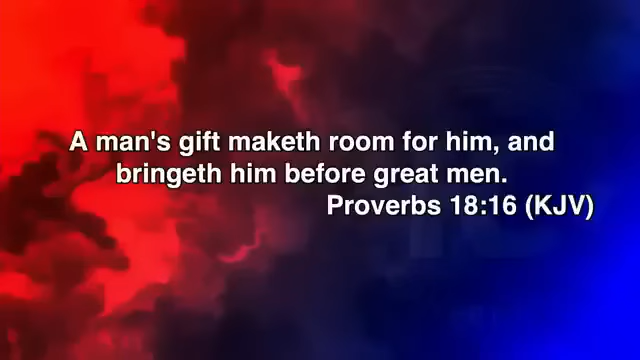 A man's gift maketh room for him, and
bringeth him before great men.
Proverbs 18:16 (KJV)